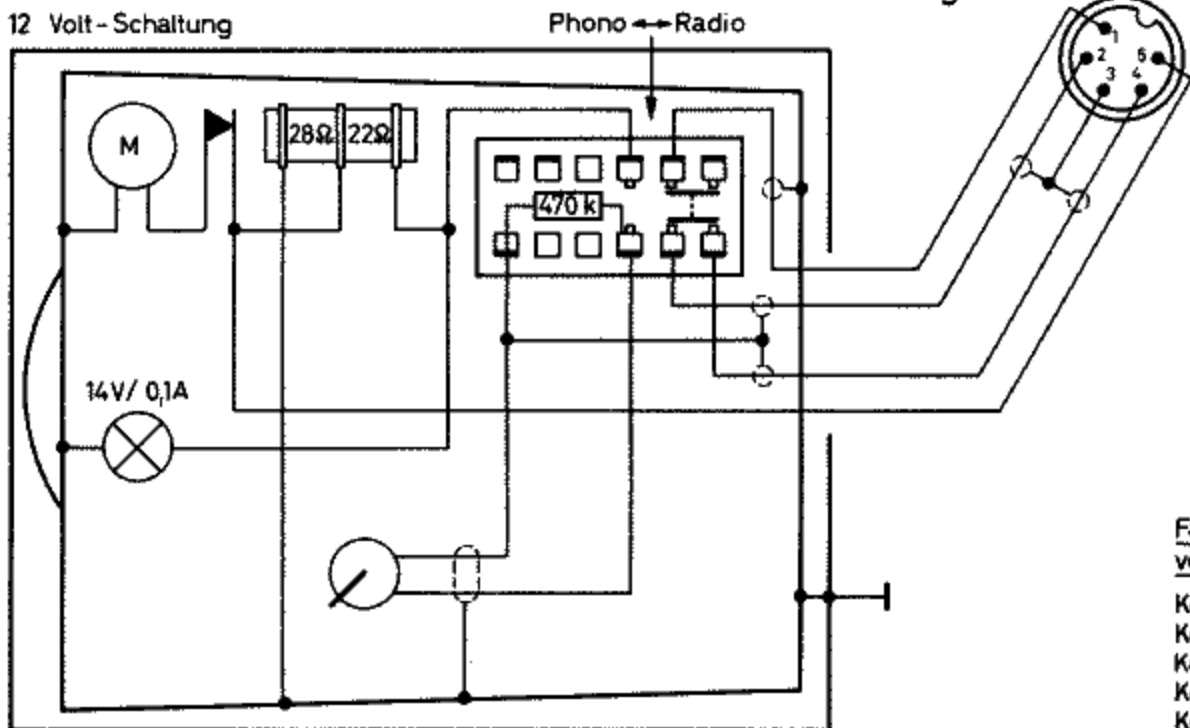 12 Volt-Schaltung
Phono ↔ Radio
M
28Ω 22Ω
470 k
14V/ 0,1A
1
2
5
3
4
K
K
K
K
K